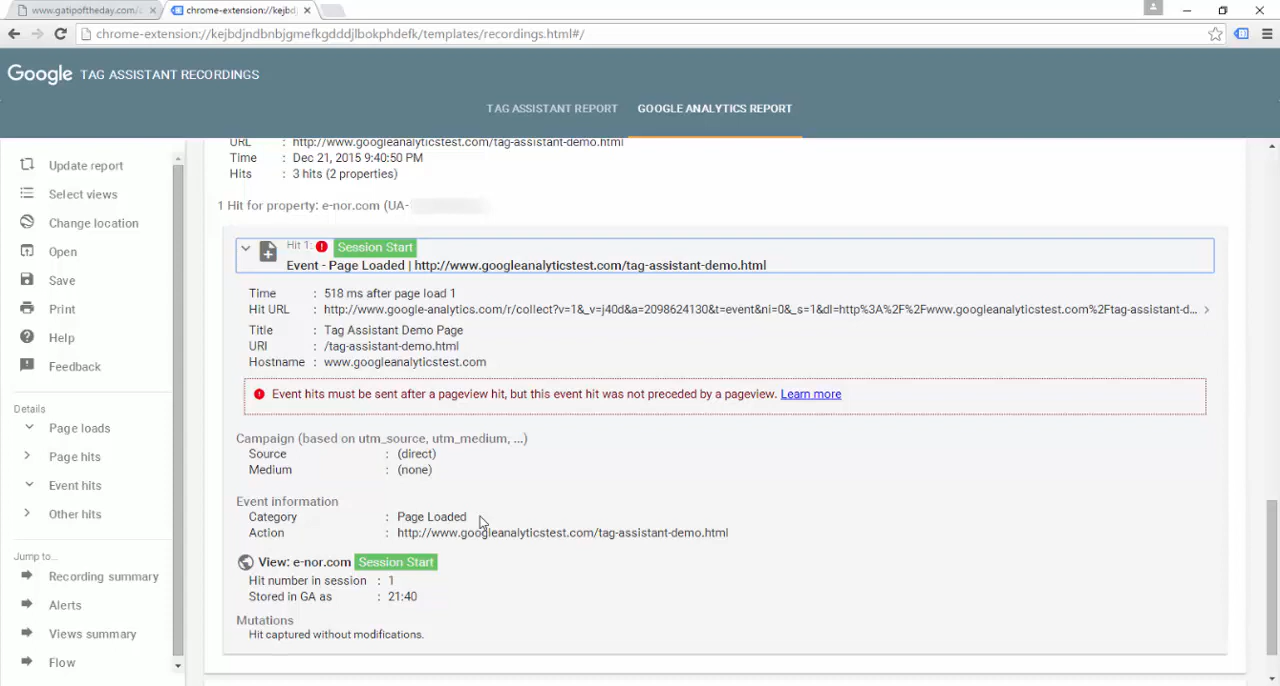 www.gatipoftheday.com/
chrome-extension://kejbdj
chrome-extension://kejbdjndbnbjgmefkgdddjlbokphdefk/templates/recordings.html#/
Google TAG ASSISTANT RECORDINGS
TAG ASSISTANT REPORT GOOGLE ANALYTICS REPORT
Update report
Select views
Change location
Open
Save
Print
Help
Feedback
Details
Page loads
Page hits
Event hits
Other hits
Jump to...
Recording summary
Alerts
Views summary
Flow
URL : http://www.googleanalyticstest.com/tag-assistant-demo.html
Time : Dec 21, 2015 9:40:50 PM
Hits : 3 hits (2 properties)
1 Hit for property: e-nor.com (UA-
Hit 1: Session Start
Event - Page Loaded | http://www.googleanalyticstest.com/tag-assistant-demo.html
Time : 518 ms after page load 1
Hit URL : http://www.google-analytics.com/r/collect?v=1&_v=j40d&a=2098624130&t=event&ni=0&_s=1&dl=http%3A%2F%2Fwww.googleanalyticstest.com%2Ftag-assistant-d...
Title : Tag Assistant Demo Page
URI : /tag-assistant-demo.html
Hostname : www.googleanalyticstest.com
Event hits must be sent after a pageview hit, but this event hit was not preceded by a pageview. Learn more
Campaign (based on utm_source, utm_medium, ...)
Source : (direct)
Medium : (none)
Event information
Category : Page Loaded
Action : http://www.googleanalyticstest.com/tag-assistant-demo.html
View: e-nor.com Session Start
Hit number in session : 1
Stored in GA as : 21:40
Mutations
Hit captured without modifications.